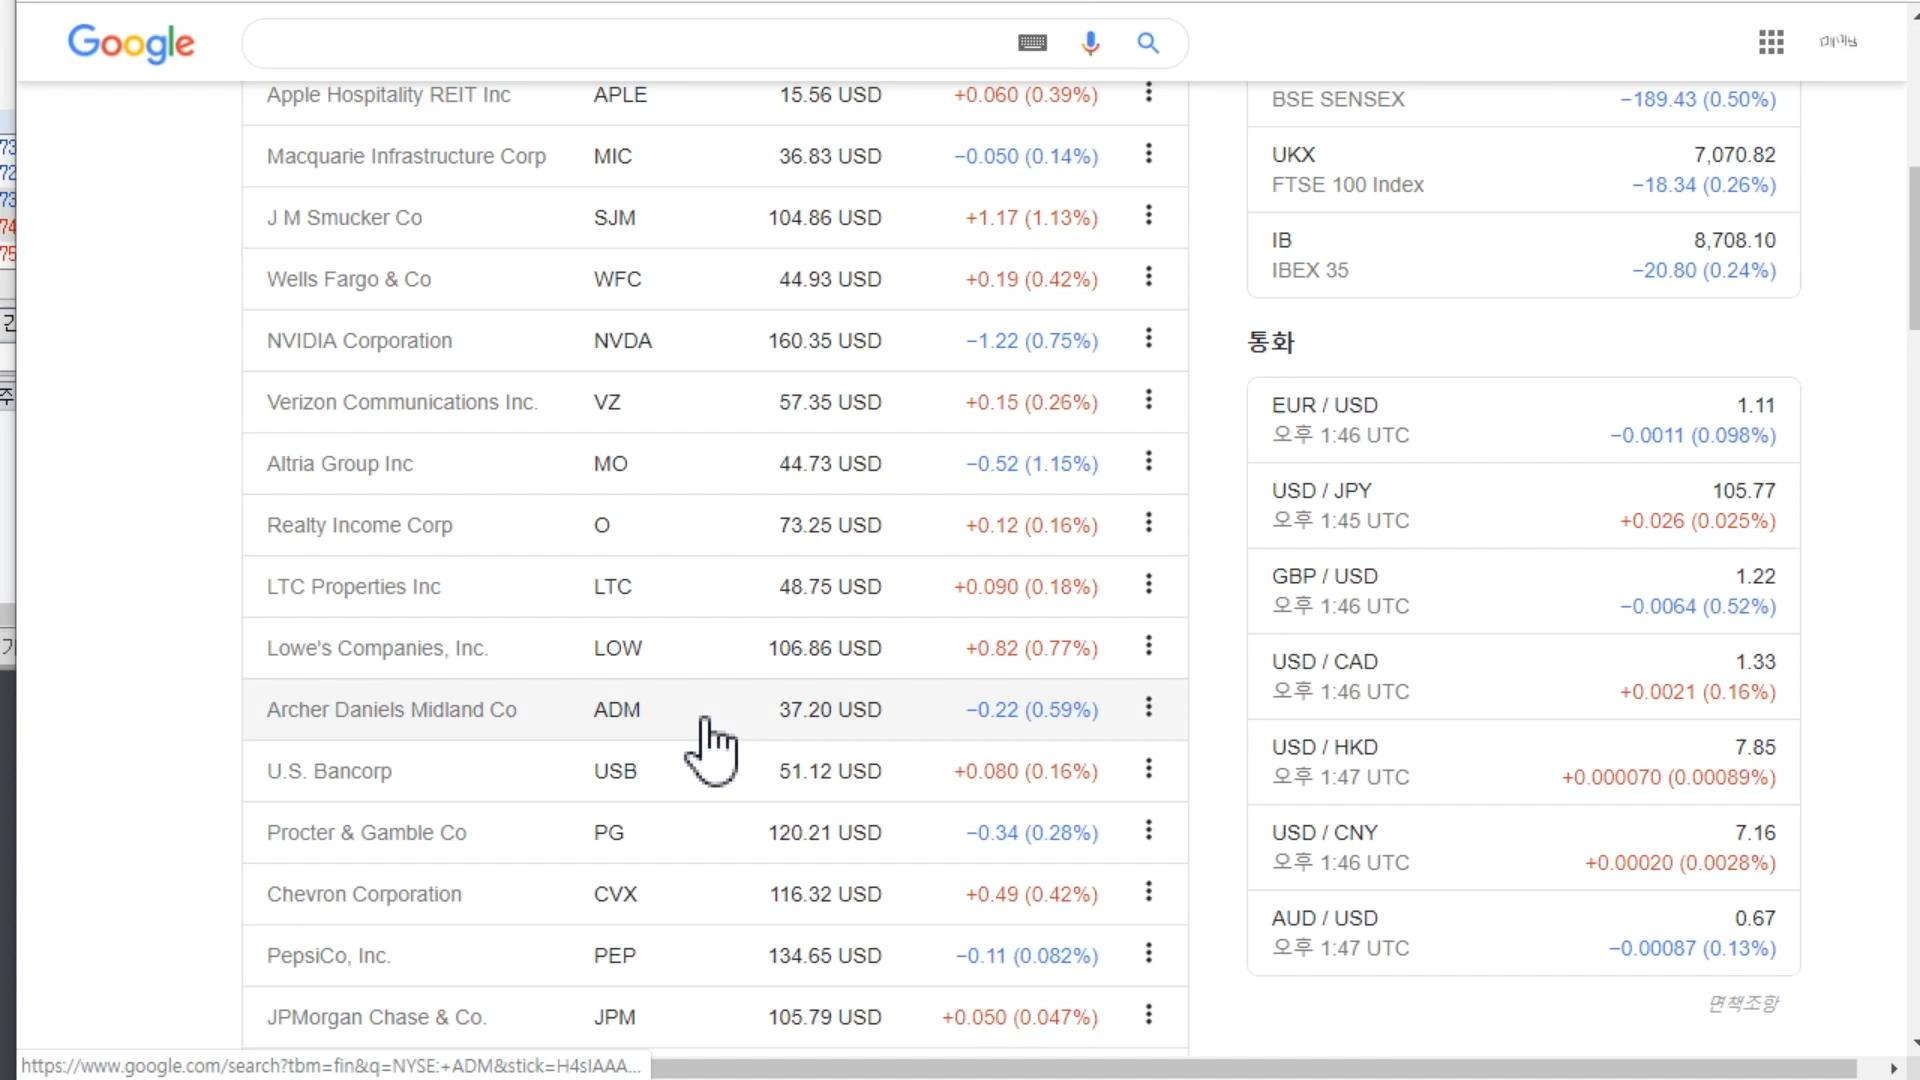 Google
Apple Hospitality REIT Inc APLE 15.56 USD +0.060 (0.39%)
Macquarie Infrastructure Corp MIC 36.83 USD −0.050 (0.14%)
J M Smucker Co SJM 104.86 USD +1.17 (1.13%)
Wells Fargo & Co WFC 44.93 USD +0.19 (0.42%)
NVIDIA Corporation NVDA 160.35 USD −1.22 (0.75%)
Verizon Communications Inc. VZ 57.35 USD +0.15 (0.26%)
Altria Group Inc MO 44.73 USD −0.52 (1.15%)
Realty Income Corp O 73.25 USD +0.12 (0.16%)
LTC Properties Inc LTC 48.75 USD +0.090 (0.18%)
Lowe's Companies, Inc. LOW 106.86 USD +0.82 (0.77%)
Archer Daniels Midland Co ADM 37.20 USD −0.22 (0.59%)
U.S. Bancorp USB 51.12 USD +0.080 (0.16%)
Procter & Gamble Co PG 120.21 USD −0.34 (0.28%)
Chevron Corporation CVX 116.32 USD +0.49 (0.42%)
PepsiCo, Inc. PEP 134.65 USD −0.11 (0.082%)
JPMorgan Chase & Co. JPM 105.79 USD +0.050 (0.047%)
BSE SENSEX −189.43 (0.50%)
UKX 7,070.82
FTSE 100 Index −18.34 (0.26%)
IB 8,708.10
IBEX 35 −20.80 (0.24%)
통화
EUR / USD 1.11
오후 1:46 UTC −0.0011 (0.098%)
USD / JPY 105.77
오후 1:45 UTC +0.026 (0.025%)
GBP / USD 1.22
오후 1:46 UTC −0.0064 (0.52%)
USD / CAD 1.33
오후 1:46 UTC +0.0021 (0.16%)
USD / HKD 7.85
오후 1:47 UTC +0.000070 (0.00089%)
USD / CNY 7.16
오후 1:46 UTC +0.00020 (0.0028%)
AUD / USD 0.67
오후 1:47 UTC −0.00087 (0.13%)
면책조항
https://www.google.com/search?tbm=fin&q=NYSE:+ADM&stick=H4sIAAA...
73
72
73
74
75